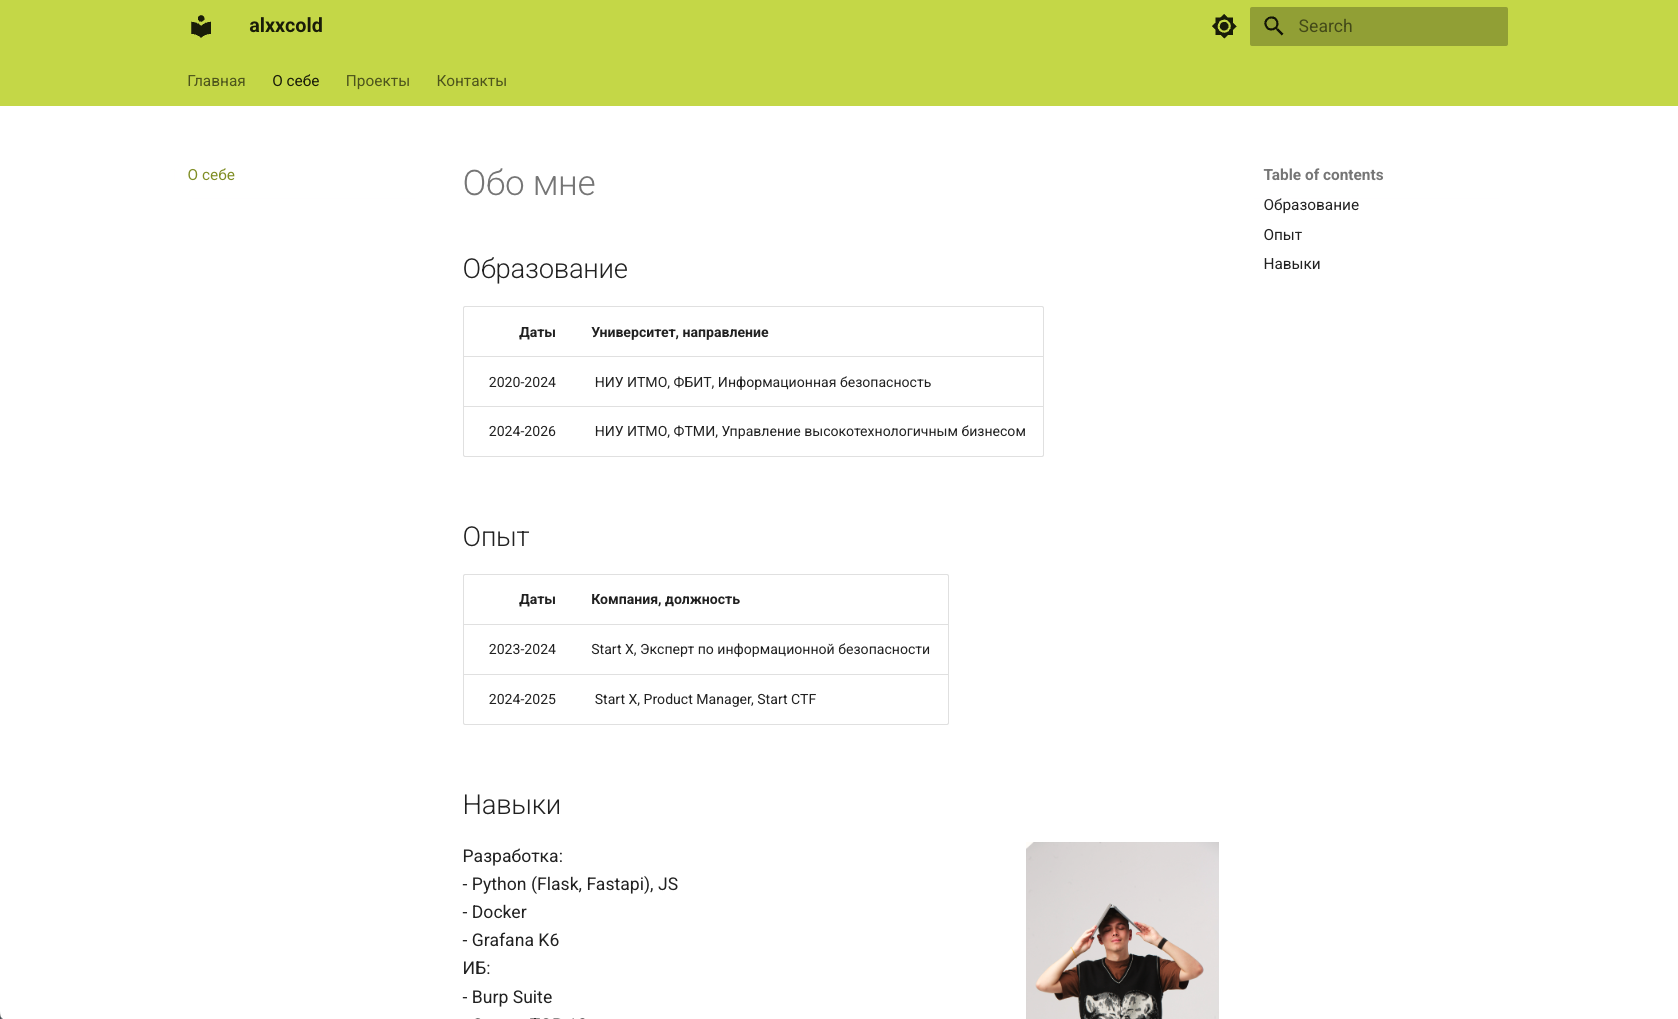 alxxcold
Search
Главная О себе Проекты Контакты
О себе
Обо мне
Образование
Даты Университет, направление
2020-2024 НИУ ИТМО, ФБИТ, Информационная безопасность
2024-2026 НИУ ИТМО, ФТМИ, Управление высокотехнологичным бизнесом
Опыт
Даты Компания, должность
2023-2024 Start X, Эксперт по информационной безопасности
2024-2025 Start X, Product Manager, Start CTF
Навыки
Разработка:
- Python (Flask, Fastapi), JS
- Docker
- Grafana K6
ИБ:
- Burp Suite
Table of contents
Образование
Опыт
Навыки